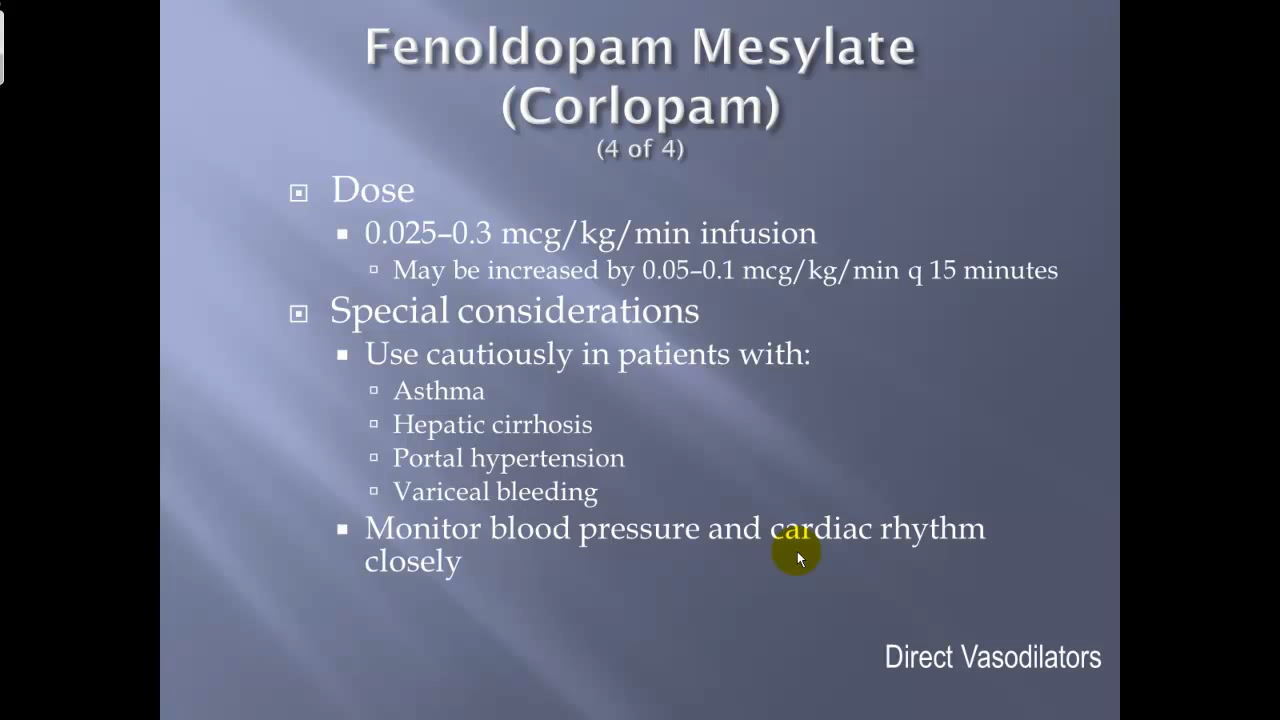 Fenoldopam Mesylate
(Corlopam)
(4 of 4)
Dose
0.025–0.3 mcg/kg/min infusion
May be increased by 0.05–0.1 mcg/kg/min q 15 minutes
Special considerations
Use cautiously in patients with:
Asthma
Hepatic cirrhosis
Portal hypertension
Variceal bleeding
Monitor blood pressure and cardiac rhythm
closely
Direct Vasodilators